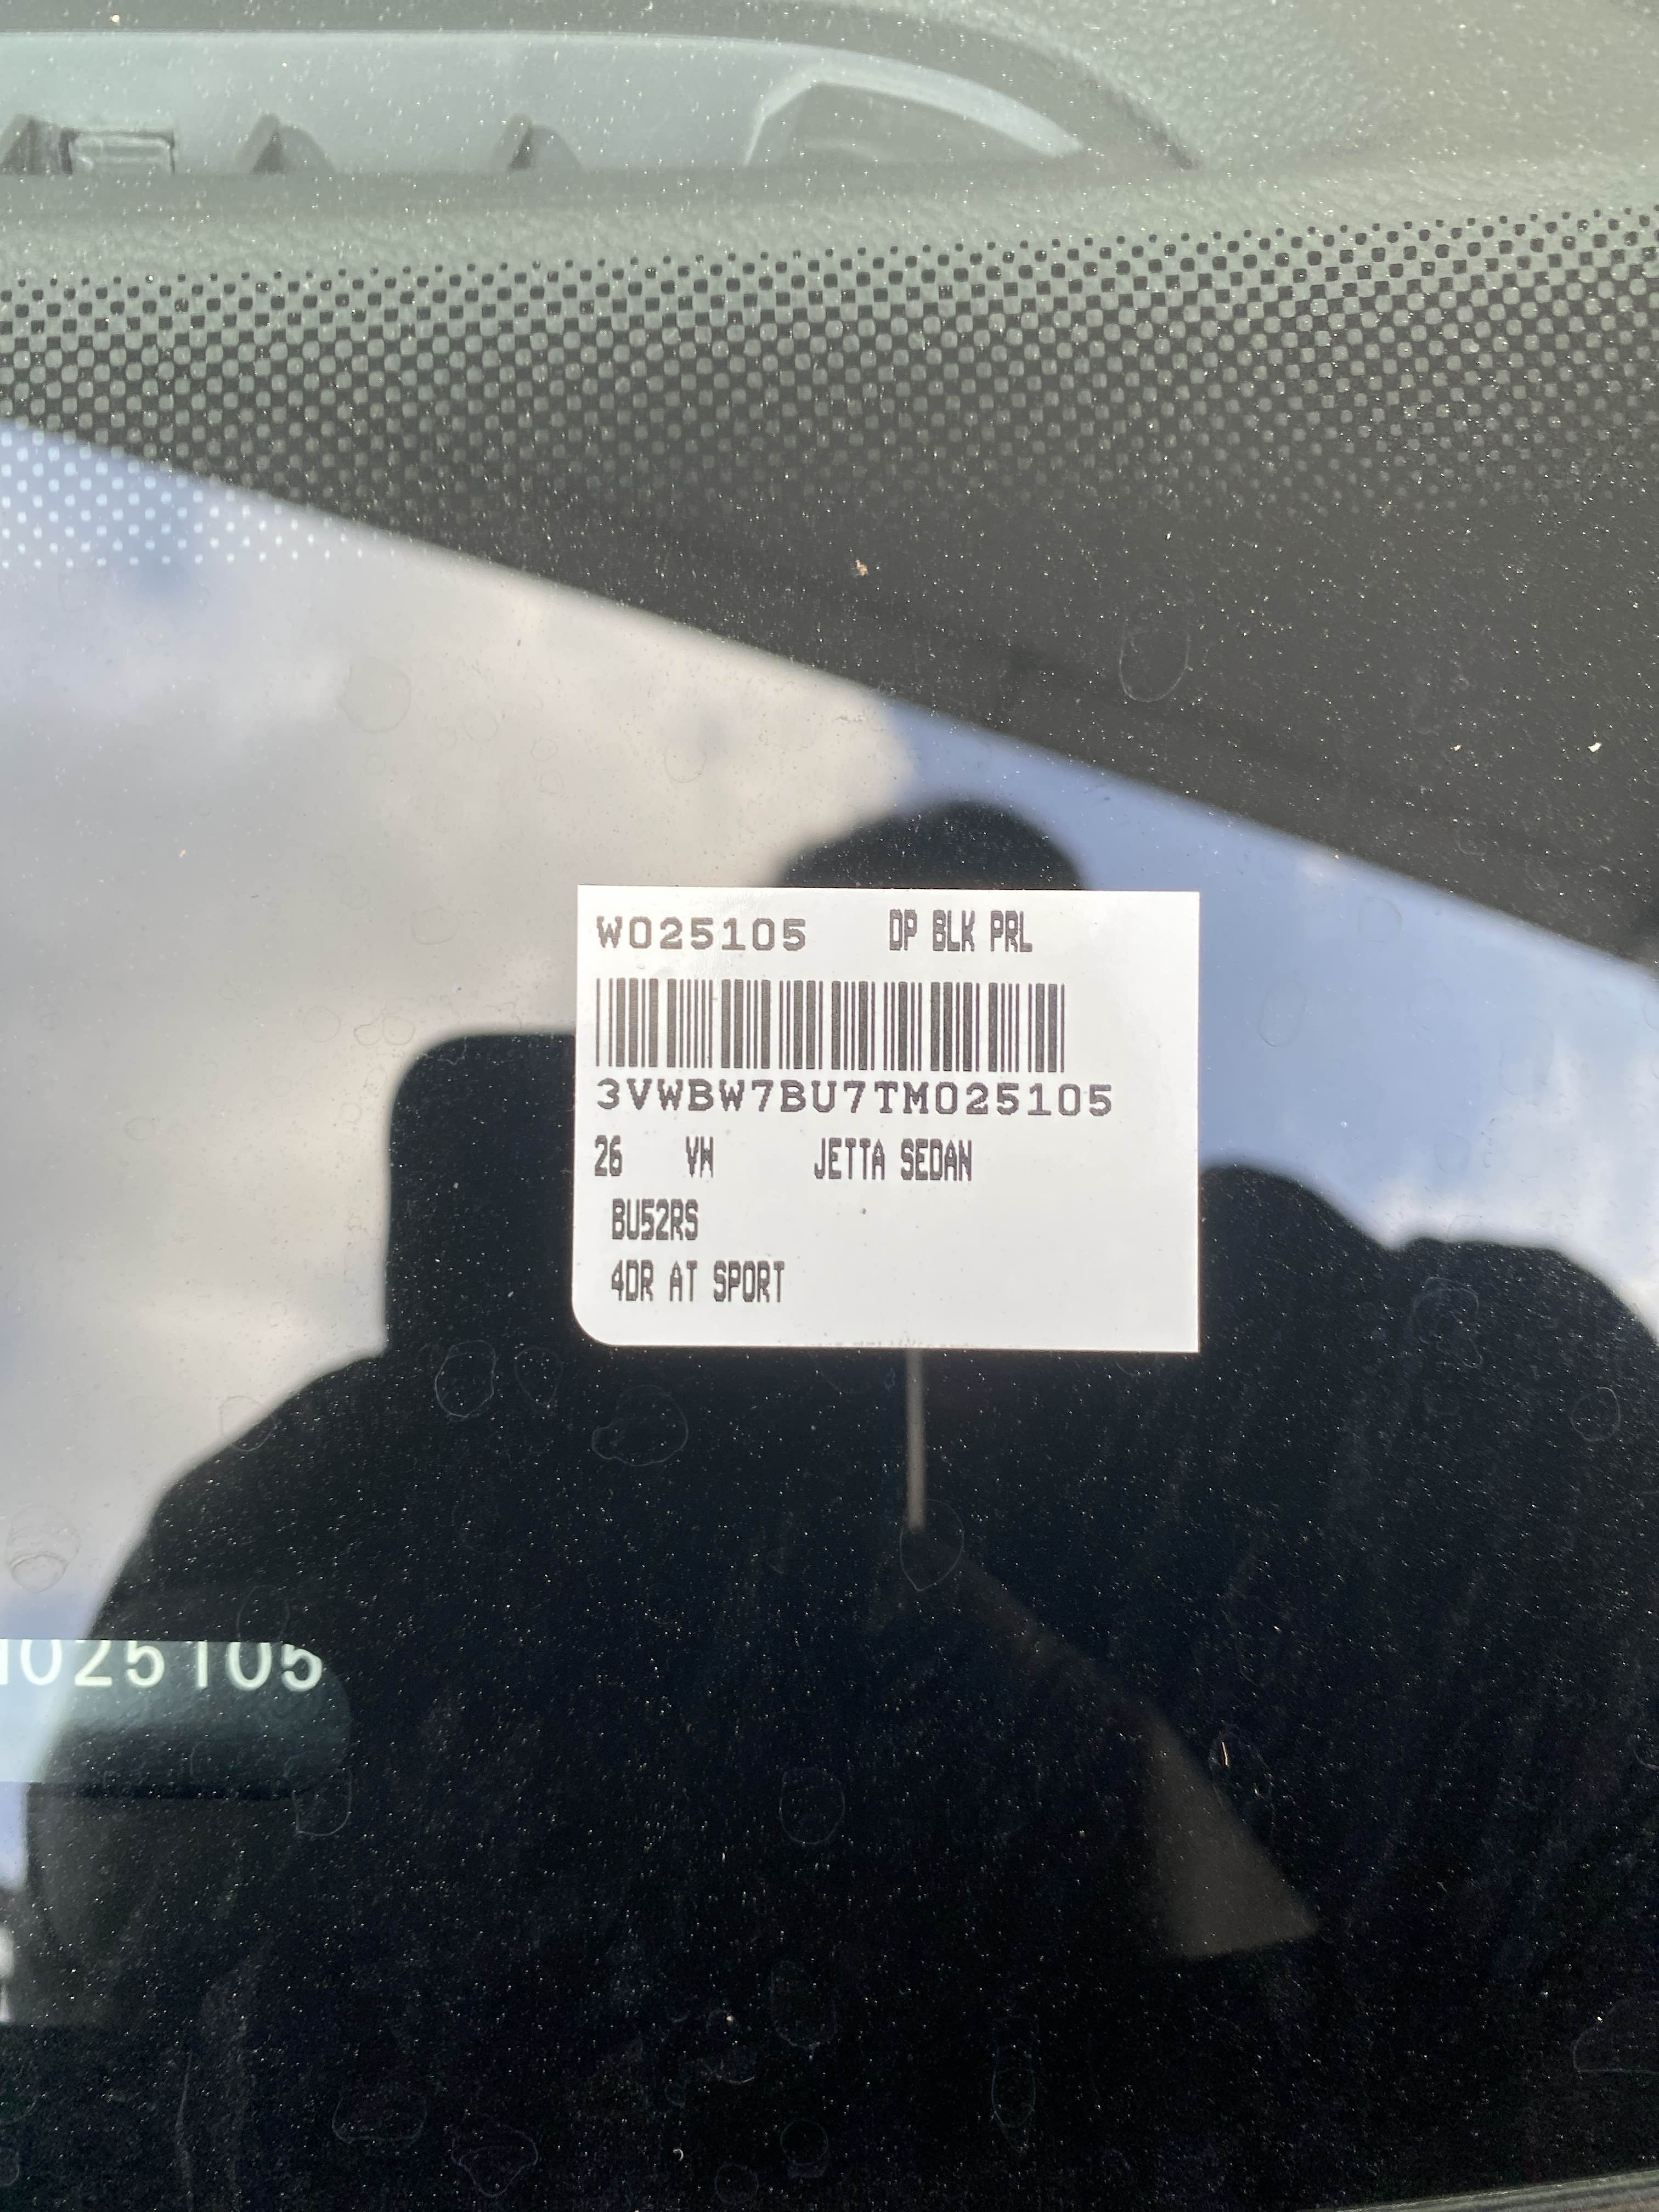 W025105 DP BLK PRL
3VWBW7BU7TM025105
26 VW JETTA SEDAN
BU52RS
4DR AT SPORT
025105